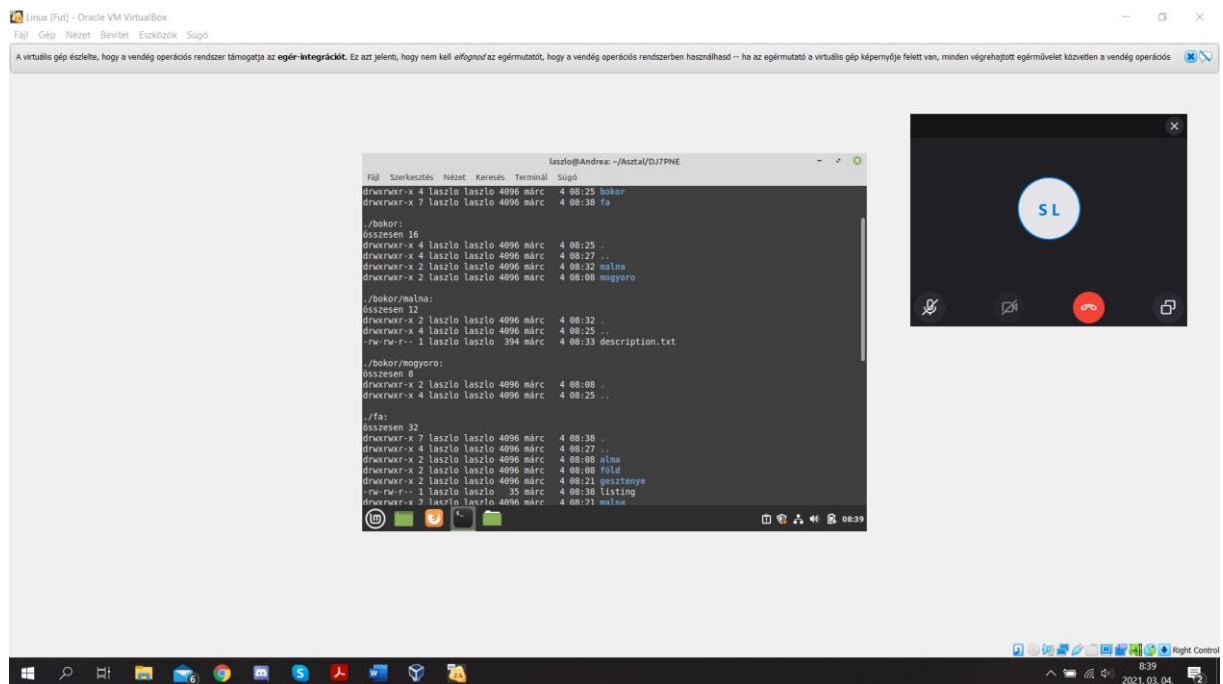 Linux [Fut] - Oracle VM VirtualBox
Fájl Gép Nézet Bevitel Eszközök Súgó
A virtuális gép észlelte, hogy a vendég operációs rendszer támogatja az egér-integrációt. Ez azt jelenti, hogy nem kell elfognod az egérmutatót, hogy a vendég operációs rendszerben használhasd -- ha az egérmutató a virtuális gép képernyője felett van, minden végrehajtott egérművelet közvetlen a vendég operációs
laszlo@Andrea: ~/Asztal/DJ7PNE
Fájl Szerkesztés Nézet Keresés Terminál Súgó
drwxrwxr-x 4 laszlo laszlo 4096 márc 4 08:25 bokor
drwxrwxr-x 7 laszlo laszlo 4096 márc 4 08:38 fa
./bokor:
összesen 16
drwxrwxr-x 4 laszlo laszlo 4096 márc 4 08:25 .
drwxrwxr-x 4 laszlo laszlo 4096 márc 4 08:27 ..
drwxrwxr-x 2 laszlo laszlo 4096 márc 4 08:32 malna
drwxrwxr-x 2 laszlo laszlo 4096 márc 4 08:08 mogyoro
./bokor/malna:
összesen 12
drwxrwxr-x 2 laszlo laszlo 4096 márc 4 08:32 .
drwxrwxr-x 4 laszlo laszlo 4096 márc 4 08:25 ..
-rw-rw-r-- 1 laszlo laszlo 394 márc 4 08:33 description.txt
./bokor/mogyoro:
összesen 8
drwxrwxr-x 2 laszlo laszlo 4096 márc 4 08:08 .
drwxrwxr-x 4 laszlo laszlo 4096 márc 4 08:25 ..
./fa:
összesen 32
drwxrwxr-x 7 laszlo laszlo 4096 márc 4 08:38 .
drwxrwxr-x 4 laszlo laszlo 4096 márc 4 08:27 ..
drwxrwxr-x 2 laszlo laszlo 4096 márc 4 08:08 alma
drwxrwxr-x 2 laszlo laszlo 4096 márc 4 08:08 föld
drwxrwxr-x 2 laszlo laszlo 4096 márc 4 08:21 gesztenye
-rw-rw-r-- 1 laszlo laszlo 35 márc 4 08:38 listing
drwxrwxr-x 2 laszlo laszlo 4096 márc 4 08:21 malna
08:39
S L
Right Control
6
8:39
2021. 03. 04.
2